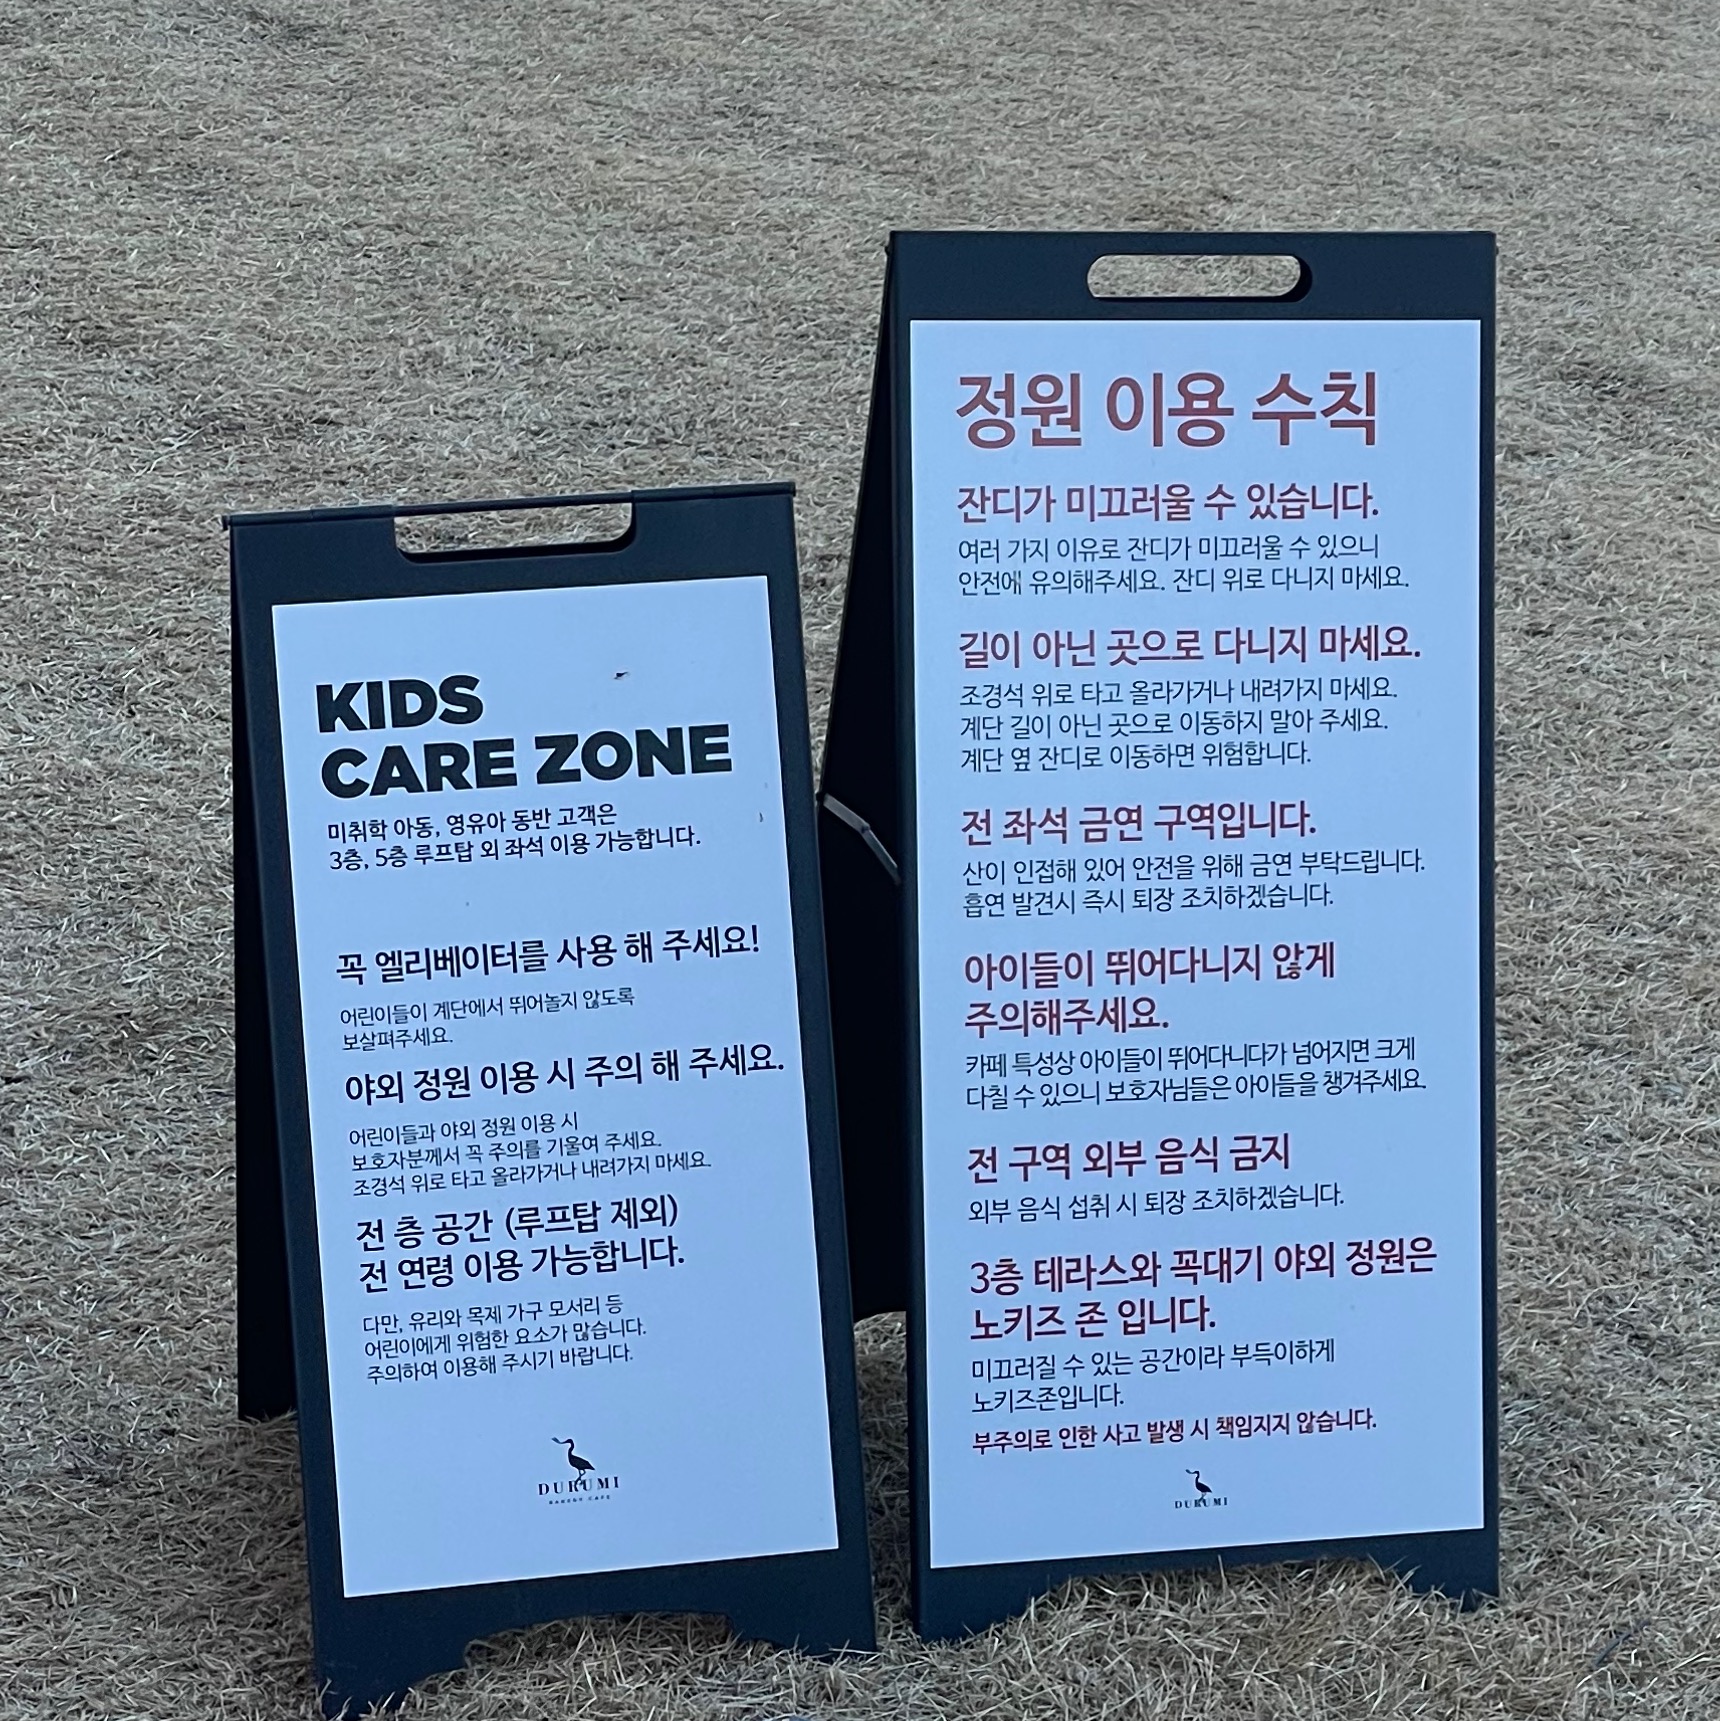 KIDS
CARE ZONE
미취학 아동, 영유아 동반 고객은
3층, 5층 루프탑 외 좌석 이용 가능합니다.
꼭 엘리베이터를 사용 해 주세요!
어린이들이 계단에서 뛰어놀지 않도록
보살펴주세요.
야외 정원 이용 시 주의 해 주세요.
어린이들과 야외 정원 이용 시
보호자분께서 꼭 주의를 기울여 주세요.
조경석 위로 타고 올라가거나 내려가지 마세요.
전 층 공간 (루프탑 제외)
전 연령 이용 가능합니다.
다만, 유리와 목제 가구 모서리 등
어린이에게 위험한 요소가 많습니다.
주의하여 이용해 주시기 바랍니다.
DURUMI
BAKERY CAFE
정원 이용 수칙
잔디가 미끄러울 수 있습니다.
여러 가지 이유로 잔디가 미끄러울 수 있으니
안전에 유의해주세요. 잔디 위로 다니지 마세요.
길이 아닌 곳으로 다니지 마세요.
조경석 위로 타고 올라가거나 내려가지 마세요.
계단 길이 아닌 곳으로 이동하지 말아 주세요.
계단 옆 잔디로 이동하면 위험합니다.
전 좌석 금연 구역입니다.
산이 인접해 있어 안전을 위해 금연 부탁드립니다.
흡연 발견시 즉시 퇴장 조치하겠습니다.
아이들이 뛰어다니지 않게
주의해주세요.
카페 특성상 아이들이 뛰어다니다가 넘어지면 크게
다칠 수 있으니 보호자님들은 아이들을 챙겨주세요.
전 구역 외부 음식 금지
외부 음식 섭취 시 퇴장 조치하겠습니다.
3층 테라스와 꼭대기 야외 정원은
노키즈 존 입니다.
미끄러질 수 있는 공간이라 부득이하게
노키즈존입니다.
부주의로 인한 사고 발생 시 책임지지 않습니다.
DURUMI